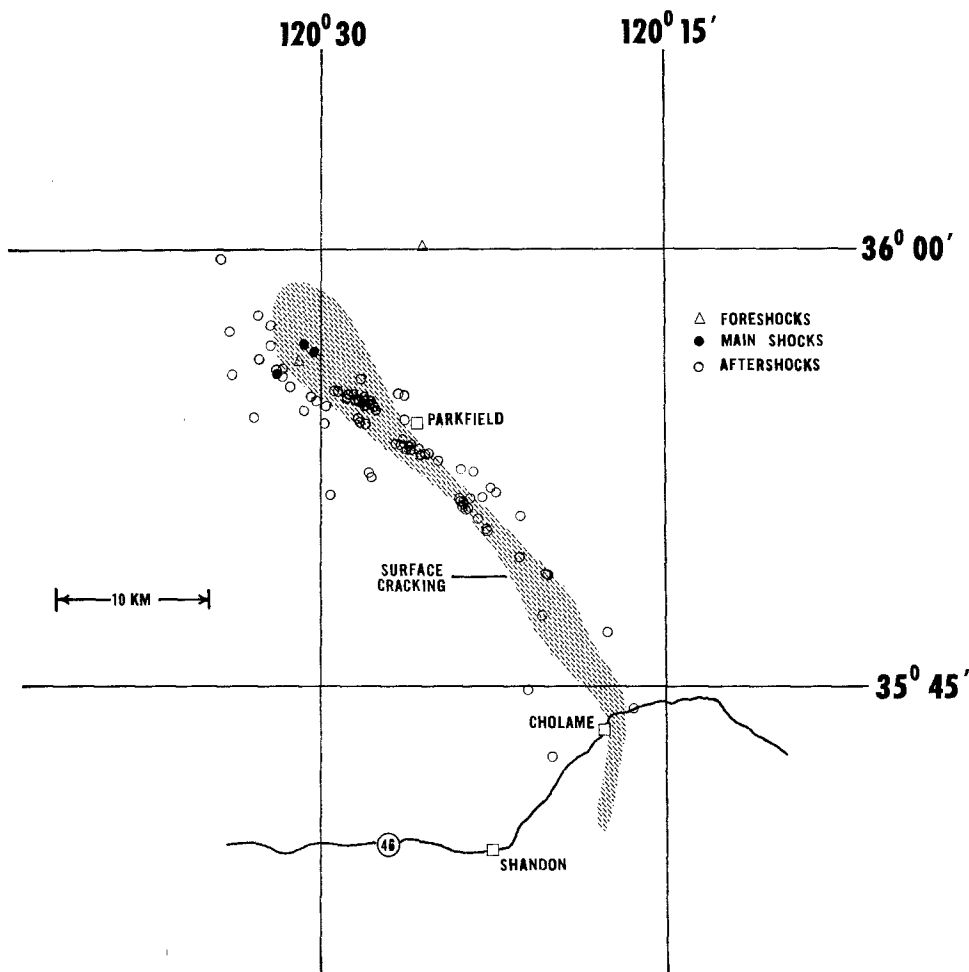 120⁰ 30
120⁰ 15′
36⁰ 00′
△ FORESHOCKS
● MAIN SHOCKS
○ AFTERSHOCKS
PARKFIELD
SURFACE
CRACKING
10 KM
35⁰ 45′
CHOLAME
46
SHANDON